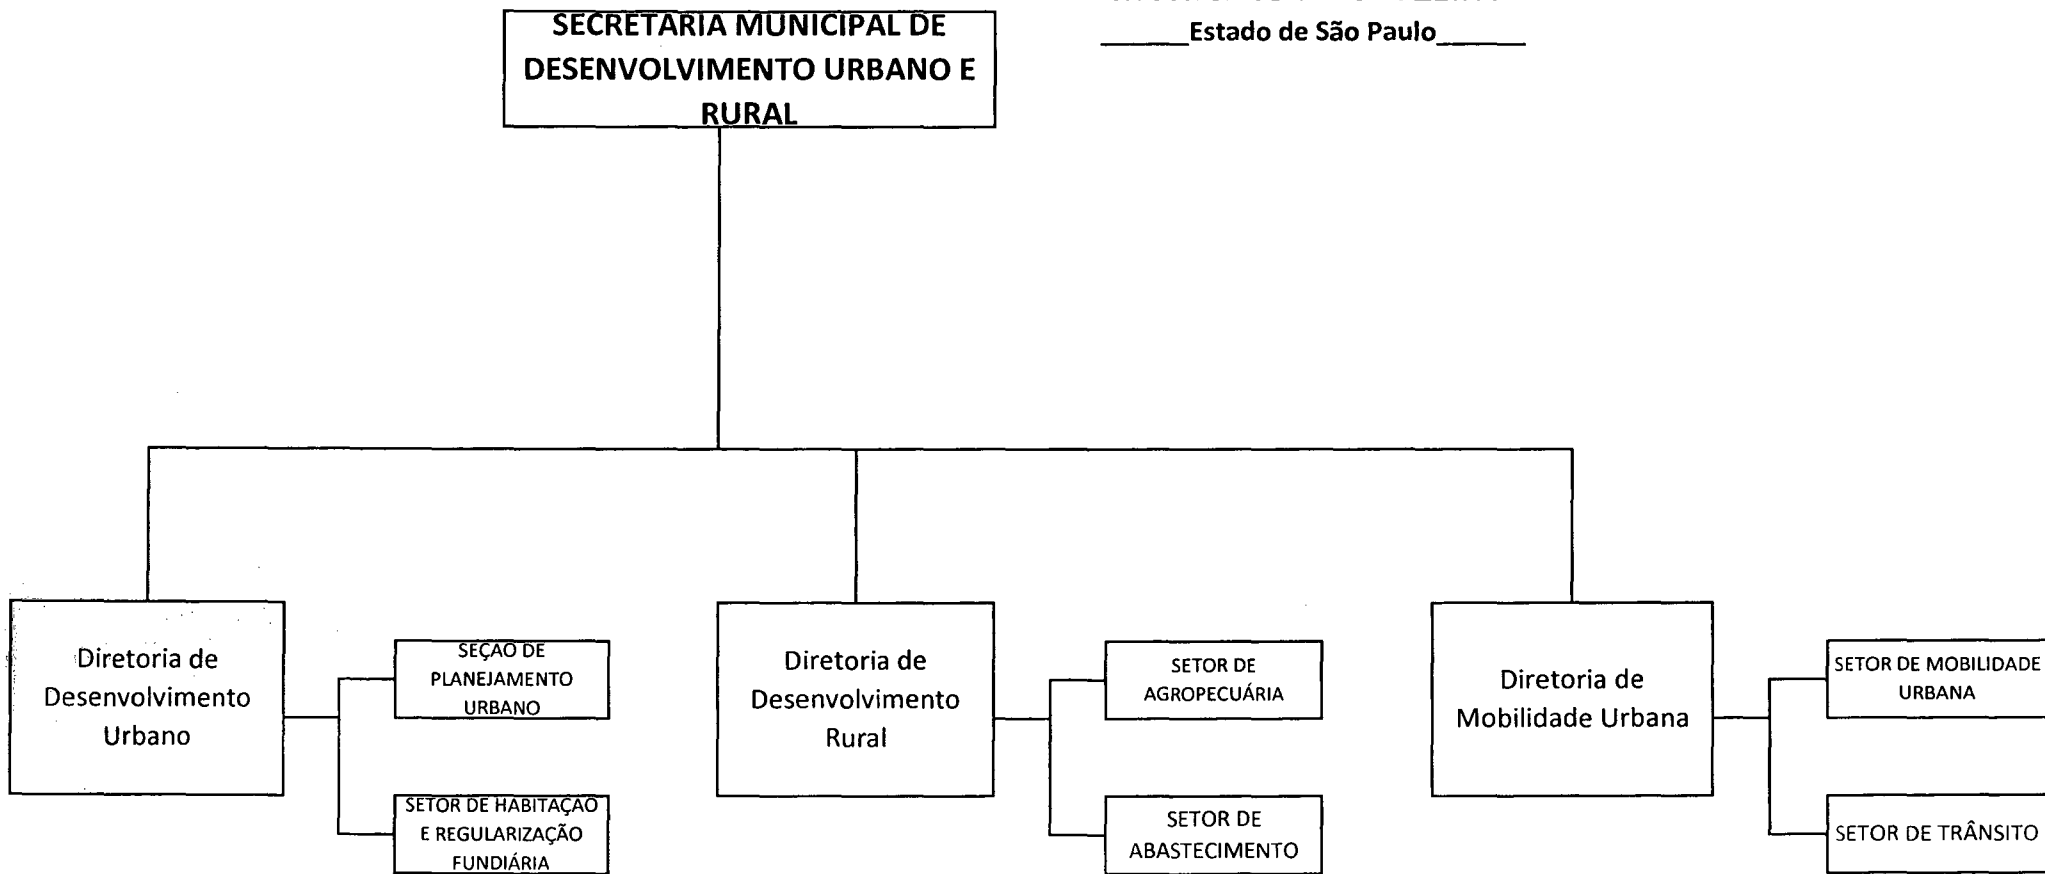 SECRETARIA MUNICIPAL DE
DESENVOLVIMENTO URBANO E
RURAL
______Estado de São Paulo______
Diretoria de
Desenvolvimento
Urbano
SEÇÃO DE
PLANEJAMENTO
URBANO
SETOR DE HABITAÇÃO
E REGULARIZAÇÃO
FUNDIÁRIA
Diretoria de
Desenvolvimento
Rural
SETOR DE
AGROPECUÁRIA
SETOR DE
ABASTECIMENTO
Diretoria de
Mobilidade Urbana
SETOR DE MOBILIDADE
URBANA
SETOR DE TRÂNSITO